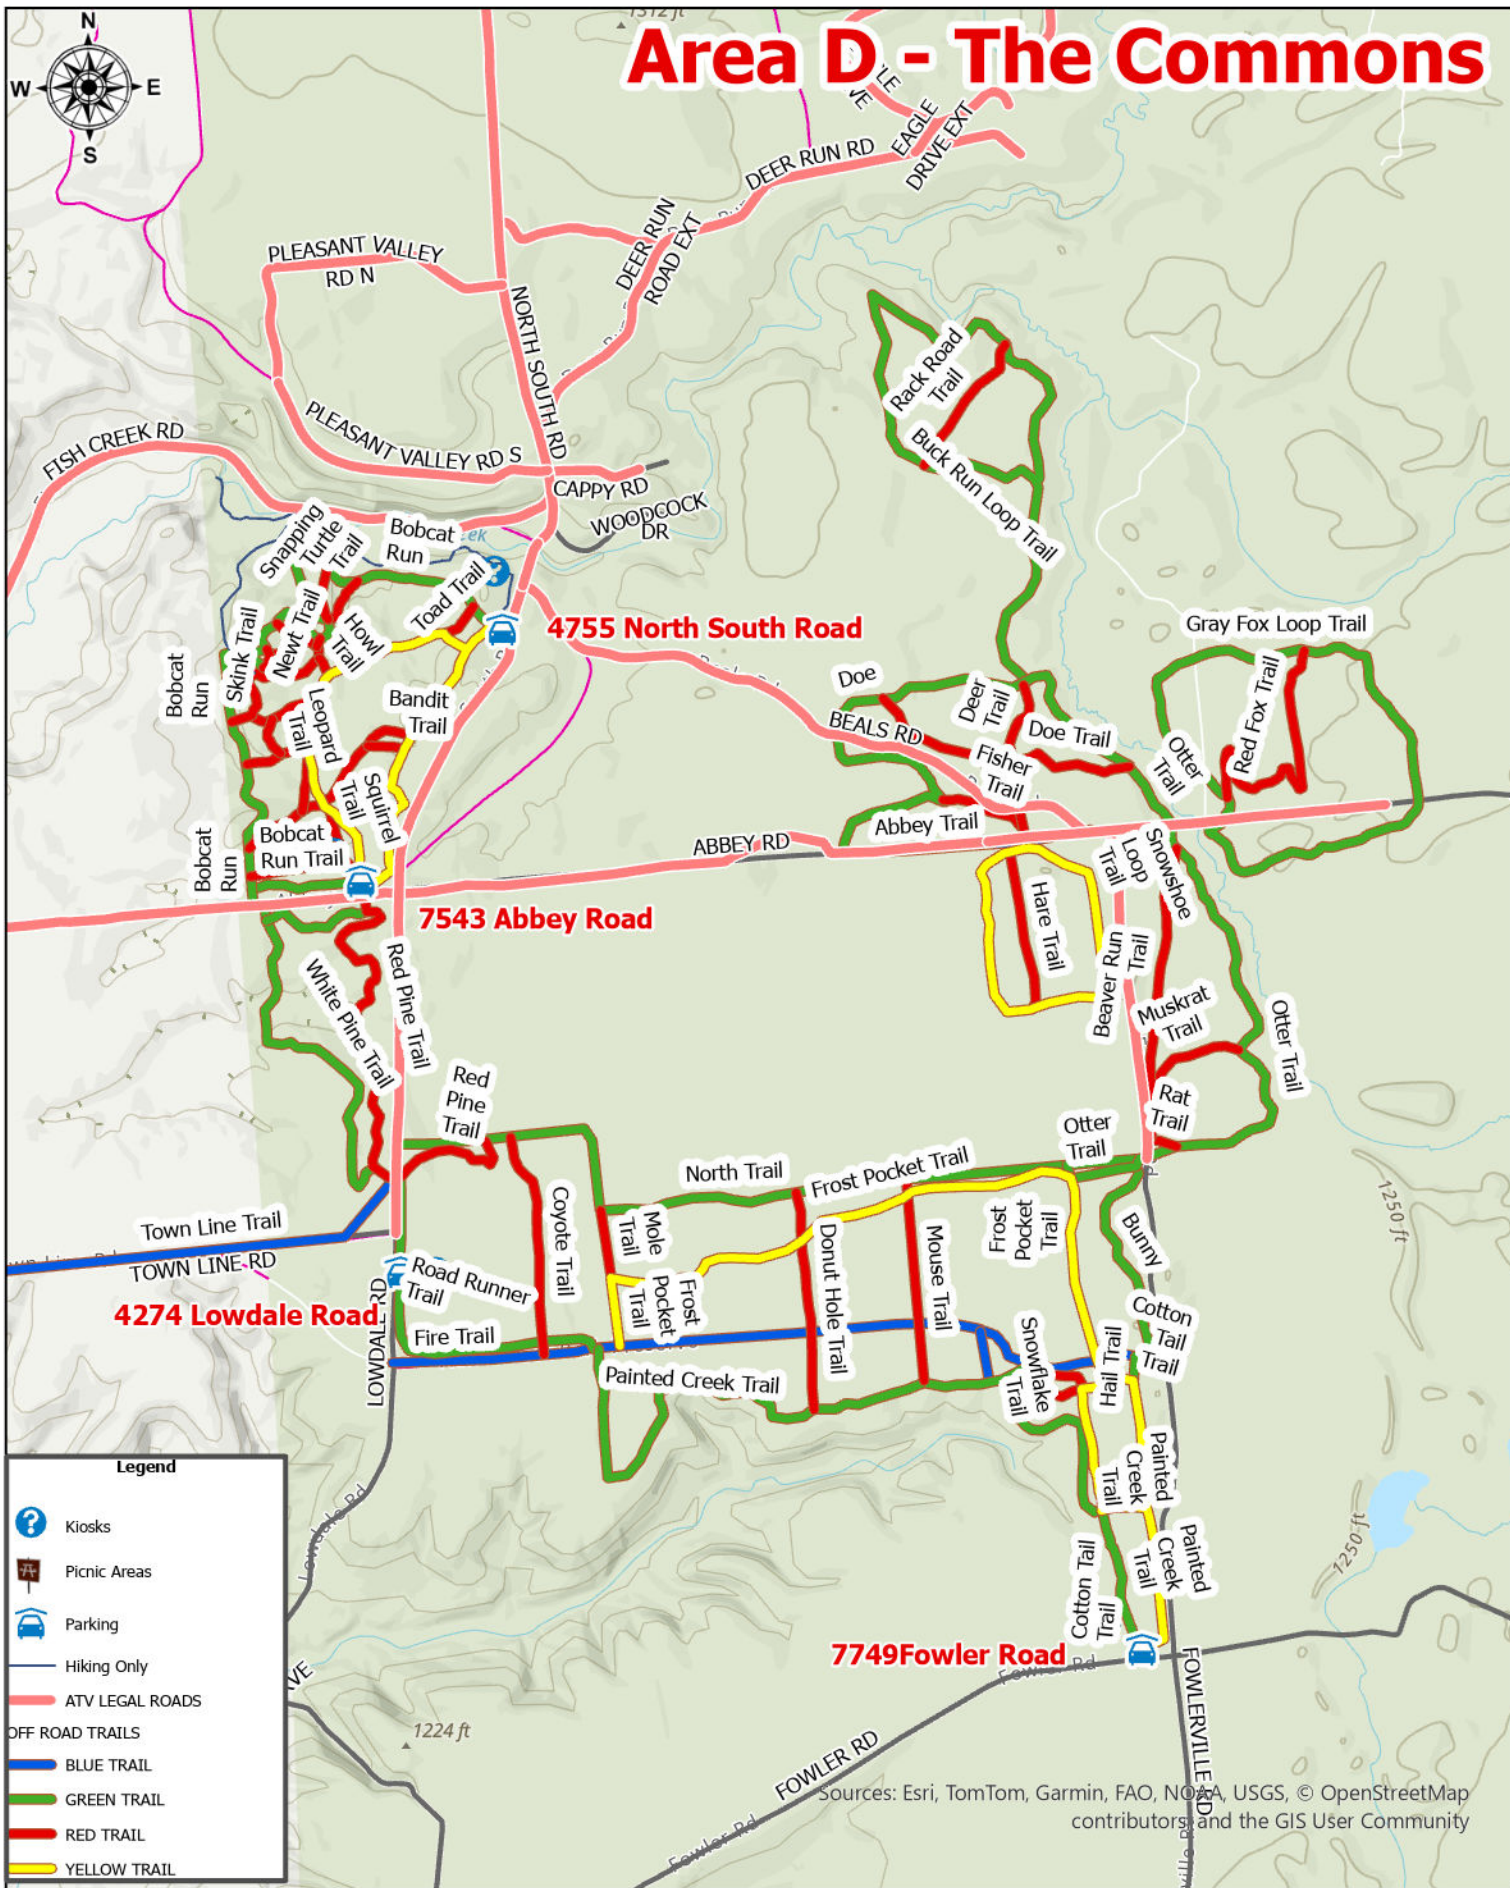 1312 ft
Area D - The Commons
N
W
E
S
EAGLE
DRIVE EXT
DEER RUN RD
DEER RUN
ROAD EXT
PLEASANT VALLEY
RD N
NORTH SOUTH RD
PLEASANT VALLEY RD S
FISH CREEK RD
CAPPY RD
WOODCOCK
DR
Rack Road
Trail
Buck Run Loop Trail
Snapping
Turtle
Trail
Bobcat
Run
Toad Trail
4755 North South Road
Skink Trail
Newt Trail
Howl
Trail
Bobcat
Run
Leopard
Trail
Bandit
Trail
Squirrel
Trail
Bobcat
Run
Bobcat
Run Trail
7543 Abbey Road
Doe
BEALS RD
Deer
Trail
Doe Trail
Fisher
Trail
Abbey Trail
ABBEY RD
Gray Fox Loop Trail
Red Fox Trail
Otter
Trail
Snowshoe
Loop
Trail
Hare Trail
Beaver Run
Trail
Muskrat
Trail
Otter Trail
Rat
Trail
Otter
Trail
White Pine Trail
Red Pine Trail
Red
Pine
Trail
North Trail
Frost Pocket Trail
Coyote Trail
Mole
Trail
Donut Hole Trail
Mouse Trail
Frost
Pocket
Trail
Bunny
Town Line Trail
TOWN LINE RD
4274 Lowdale Road
Road Runner
Trail
Frost
Pocket
Trail
Fire Trail
LOWDALE RD
Painted Creek Trail
Snowflake
Trail
Hall Trail
Cotton
Tail
Trail
Painted
Creek
Trail
Painted
Creek
Trail
Cotton Tail
Trail
1250 ft
1250 ft
Lowdale Rd
7749Fowler Road
Fowler Rd
FOWLER RD
Fowler Rd
FOWLERVILLE RD
1224 ft
Legend
Kiosks
Picnic Areas
Parking
Hiking Only
ATV LEGAL ROADS
OFF ROAD TRAILS
BLUE TRAIL
GREEN TRAIL
RED TRAIL
YELLOW TRAIL
Sources: Esri, TomTom, Garmin, FAO, NOAA, USGS, © OpenStreetMap
contributors, and the GIS User Community